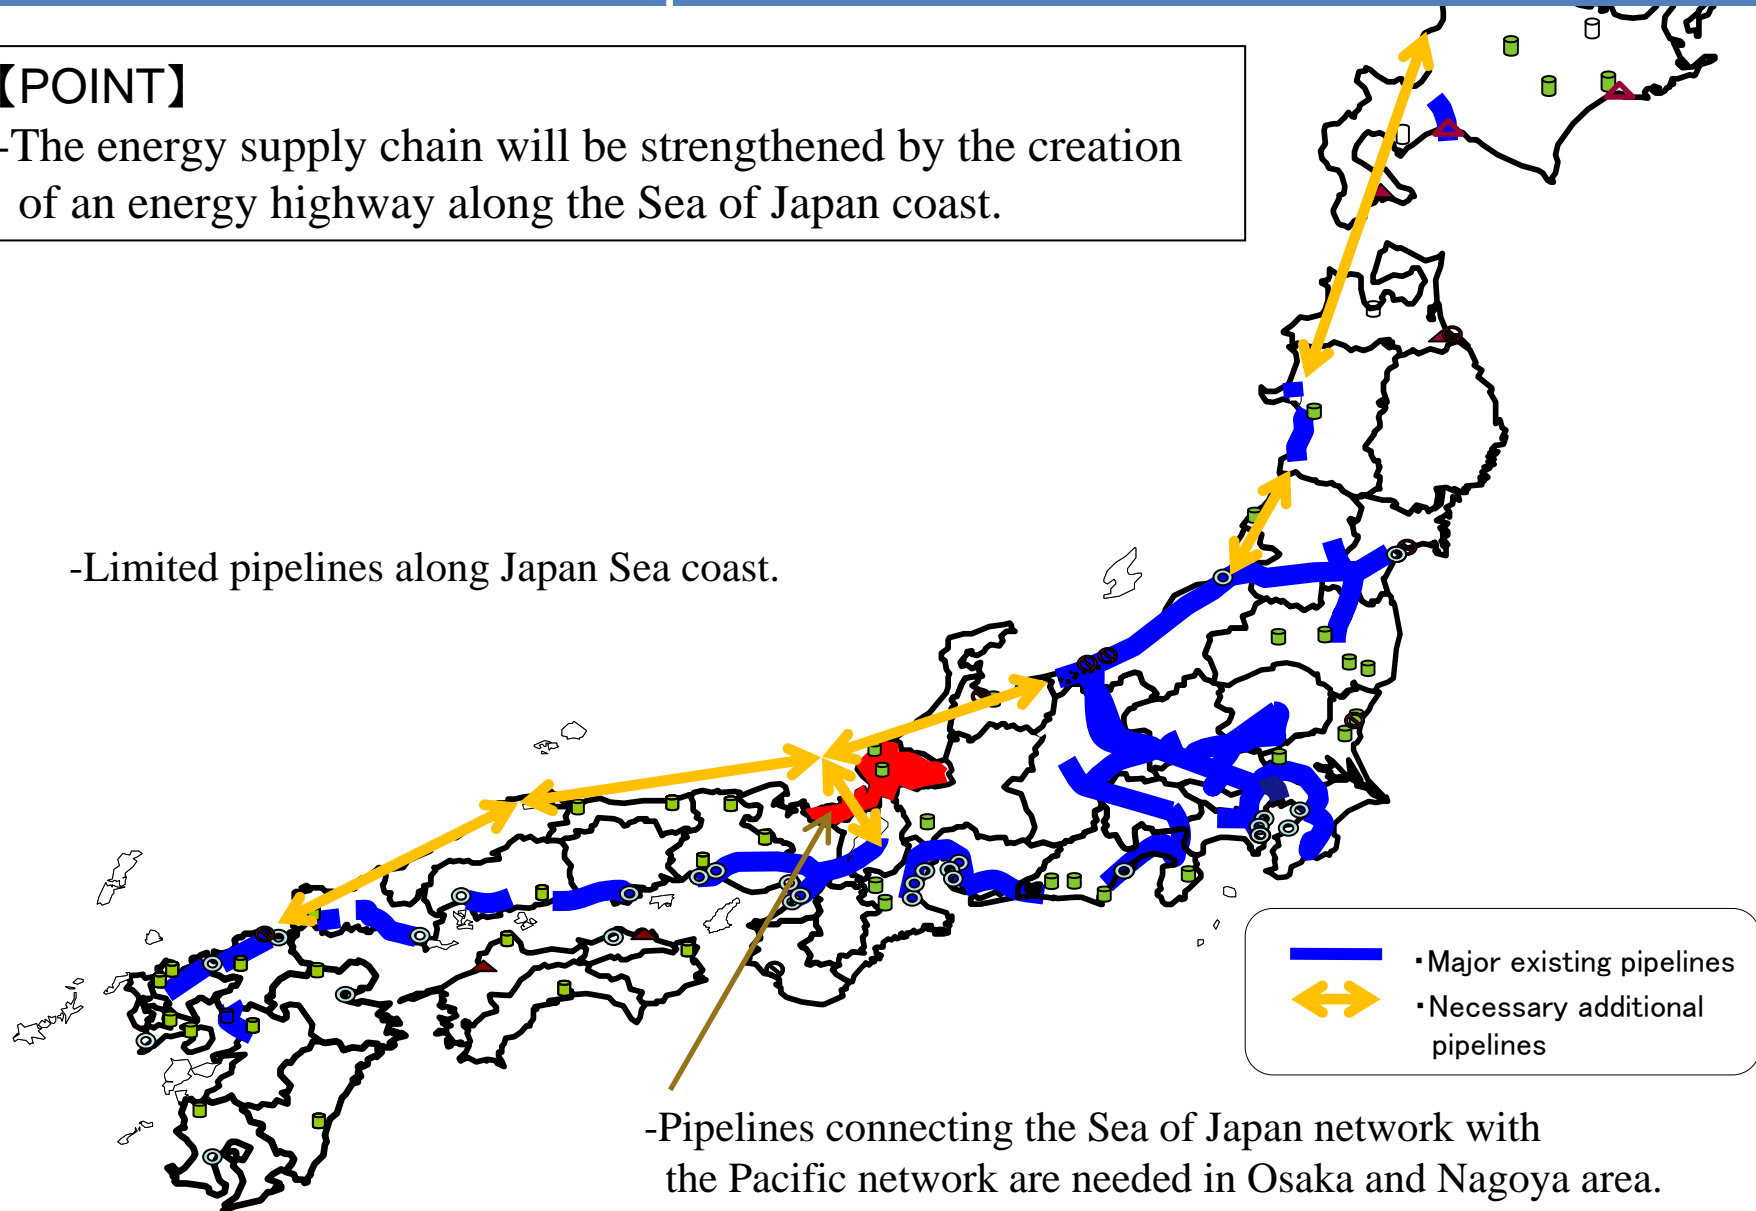 【POINT】
-The energy supply chain will be strengthened by the creation
of an energy highway along the Sea of Japan coast.
-Limited pipelines along Japan Sea coast.
・Major existing pipelines
・Necessary additional
pipelines
-Pipelines connecting the Sea of Japan network with
the Pacific network are needed in Osaka and Nagoya area.